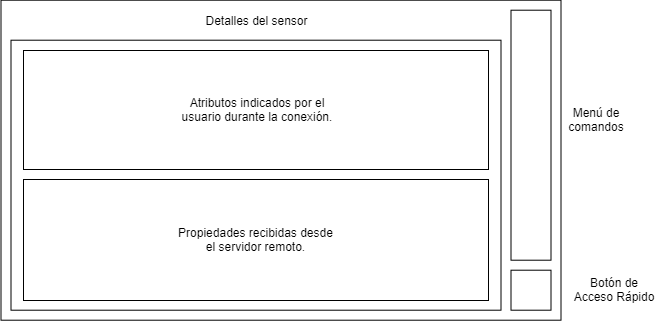 Detalles del sensor
Atributos indicados por el
usuario durante la conexión.
Menú de
comandos
Propiedades recibidas desde
el servidor remoto.
Botón de
Acceso Rápido